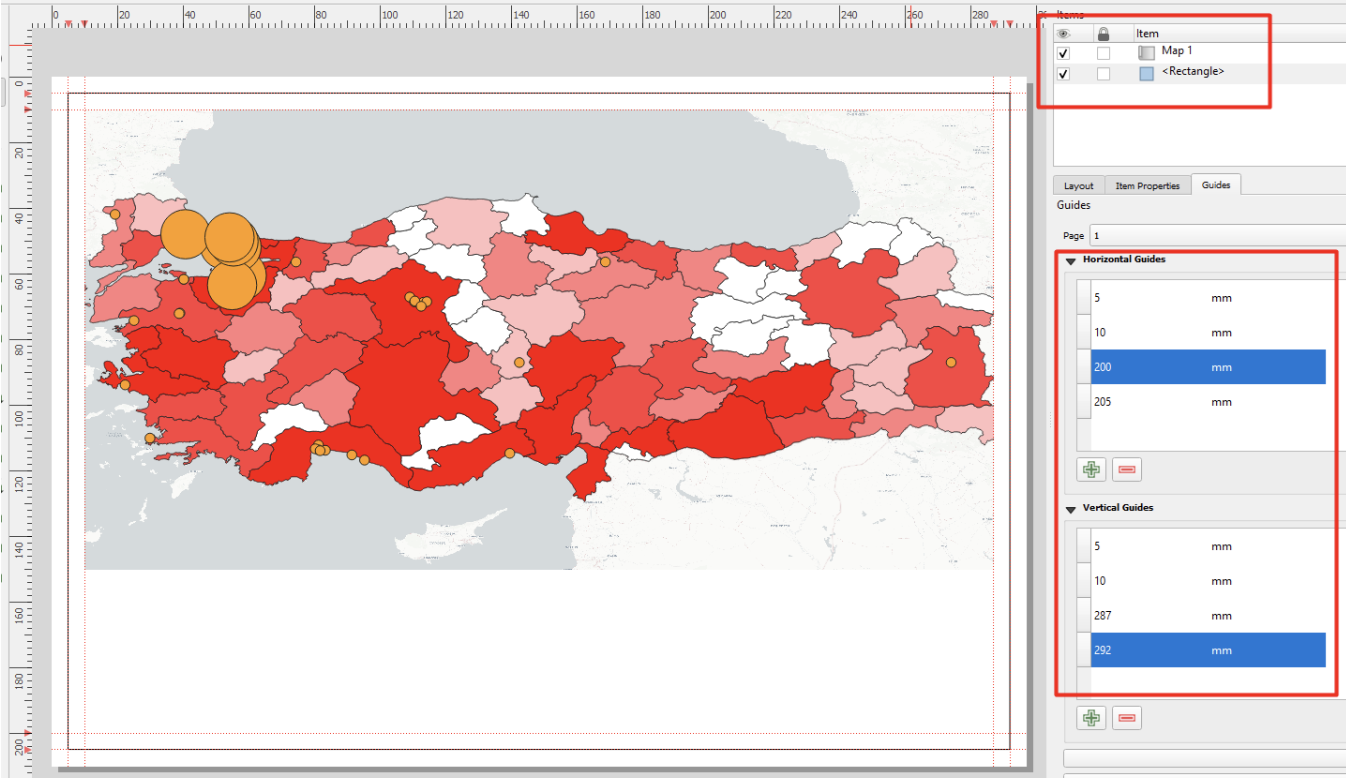 0 20 40 60 80 100 120 140 160 180 200 220 240 260 280
Items
Item
Map 1
<Rectangle>
Layout Item Properties Guides
Guides
Page 1
Horizontal Guides
5 mm
10 mm
200 mm
205 mm
Vertical Guides
5 mm
10 mm
287 mm
292 mm
0
20
40
60
80
100
120
140
160
180
200